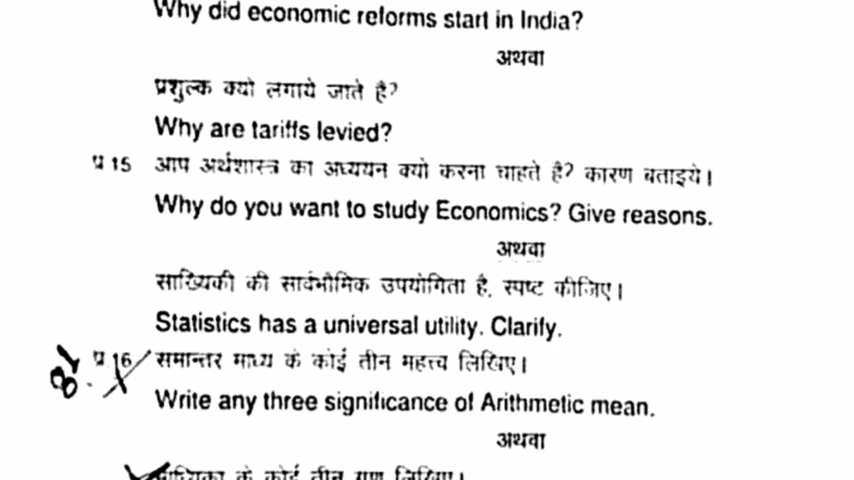 Why did economic reforms start in India?
अथवा
प्रशुल्क क्यो लगाये जाते है?
Why are tariffs levied?
प्र 15 आप अर्थशास्त्र का अध्ययन क्यो करना चाहते है? कारण बताइये।
Why do you want to study Economics? Give reasons.
अथवा
साख्यिकी की सार्वभौमिक उपयोगिता है, स्पष्ट कीजिए।
Statistics has a universal utility. Clarify.
प्र 16 समान्तर माध्य के कोई तीन महत्त्व लिखिए।
Write any three significance of Arithmetic mean.
अथवा
के कोई तीन गुण लिखिए।